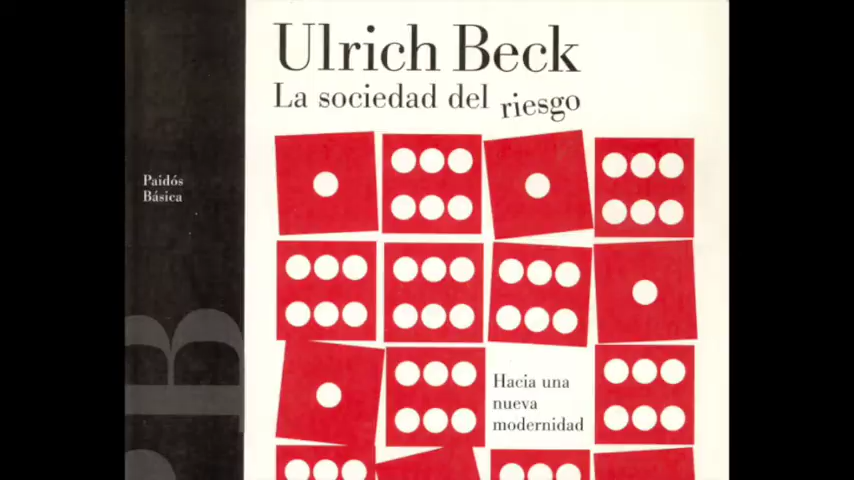 Ulrich Beck
La sociedad del riesgo
Paidós
Básica
Hacia una
nueva
modernidad
B